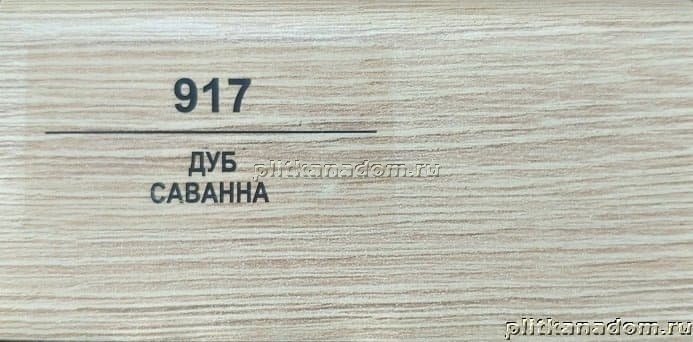 917
ДУБ
САВАННА
plitkanadom.ru
plitkanadom.ru